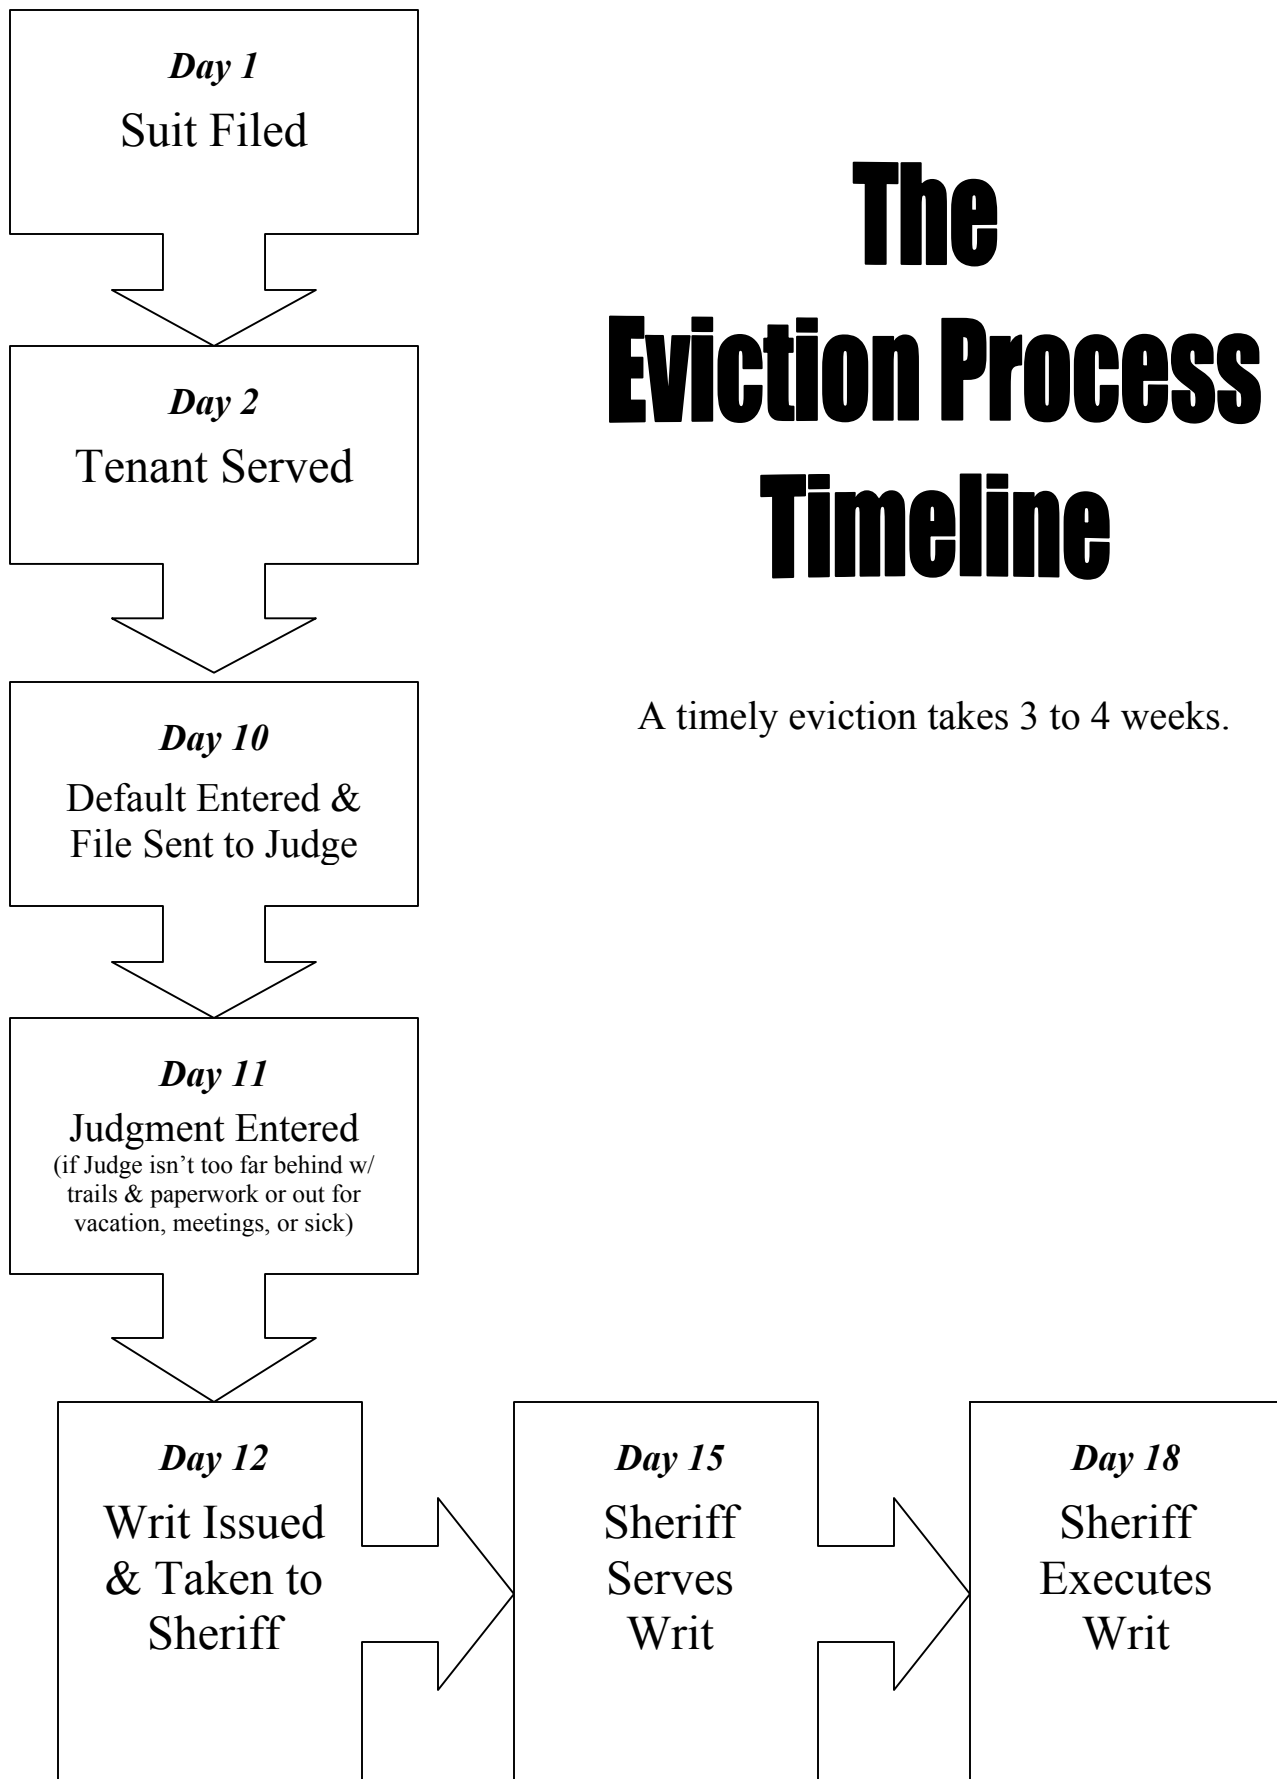 Day 1
Suit Filed
The
Eviction Process
Timeline
Day 2
Tenant Served
A timely eviction takes 3 to 4 weeks.
Day 10
Default Entered &
File Sent to Judge
Day 11
Judgment Entered
(if Judge isn’t too far behind w/
trails & paperwork or out for
vacation, meetings, or sick)
Day 12
Writ Issued
& Taken to
Sheriff
Day 15
Sheriff
Serves
Writ
Day 18
Sheriff
Executes
Writ